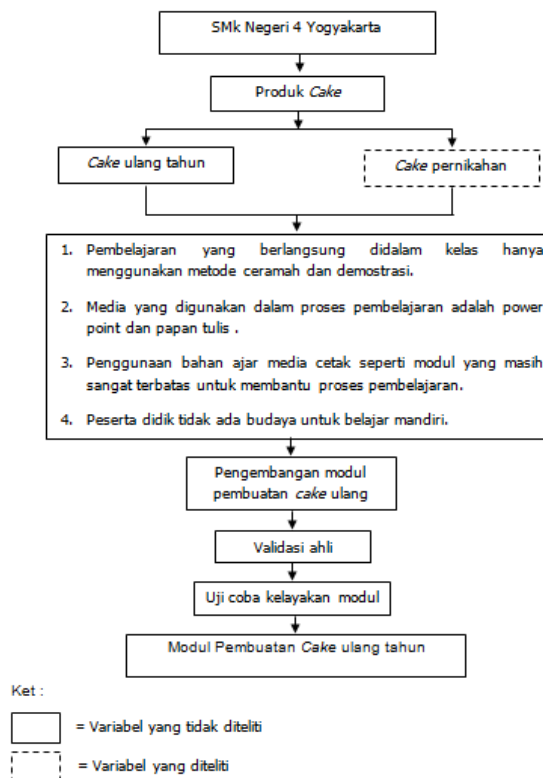 SMk Negeri 4 Yogyakarta
Produk Cake
Cake ulang tahun
Cake pernikahan
1. Pembelajaran yang berlangsung didalam kelas hanya
menggunakan metode ceramah dan demostrasi.
2. Media yang digunakan dalam proses pembelajaran adalah power
point dan papan tulis .
3. Penggunaan bahan ajar media cetak seperti modul yang masih
sangat terbatas untuk membantu proses pembelajaran.
4. Peserta didik tidak ada budaya untuk belajar mandiri.
Pengembangan modul
pembuatan cake ulang
Validasi ahli
Uji coba kelayakan modul
Modul Pembuatan Cake ulang tahun
Ket :
= Variabel yang tidak diteliti
= Variabel yang diteliti